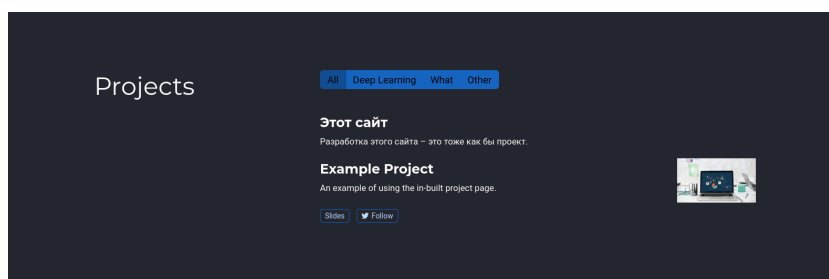 Projects
All Deep Learning What Other
Этот сайт
Разработка этого сайта – это тоже как бы проект.
Example Project
An example of using the in-built project page.
Slides Follow